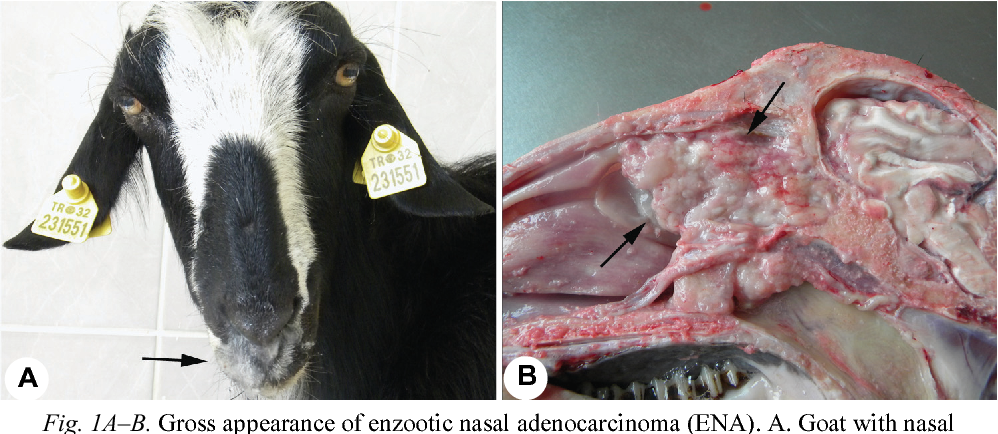 TR 32
231551
TR 32
231551
A
B
Fig. 1A–B. Gross appearance of enzootic nasal adenocarcinoma (ENA). A. Goat with nasal